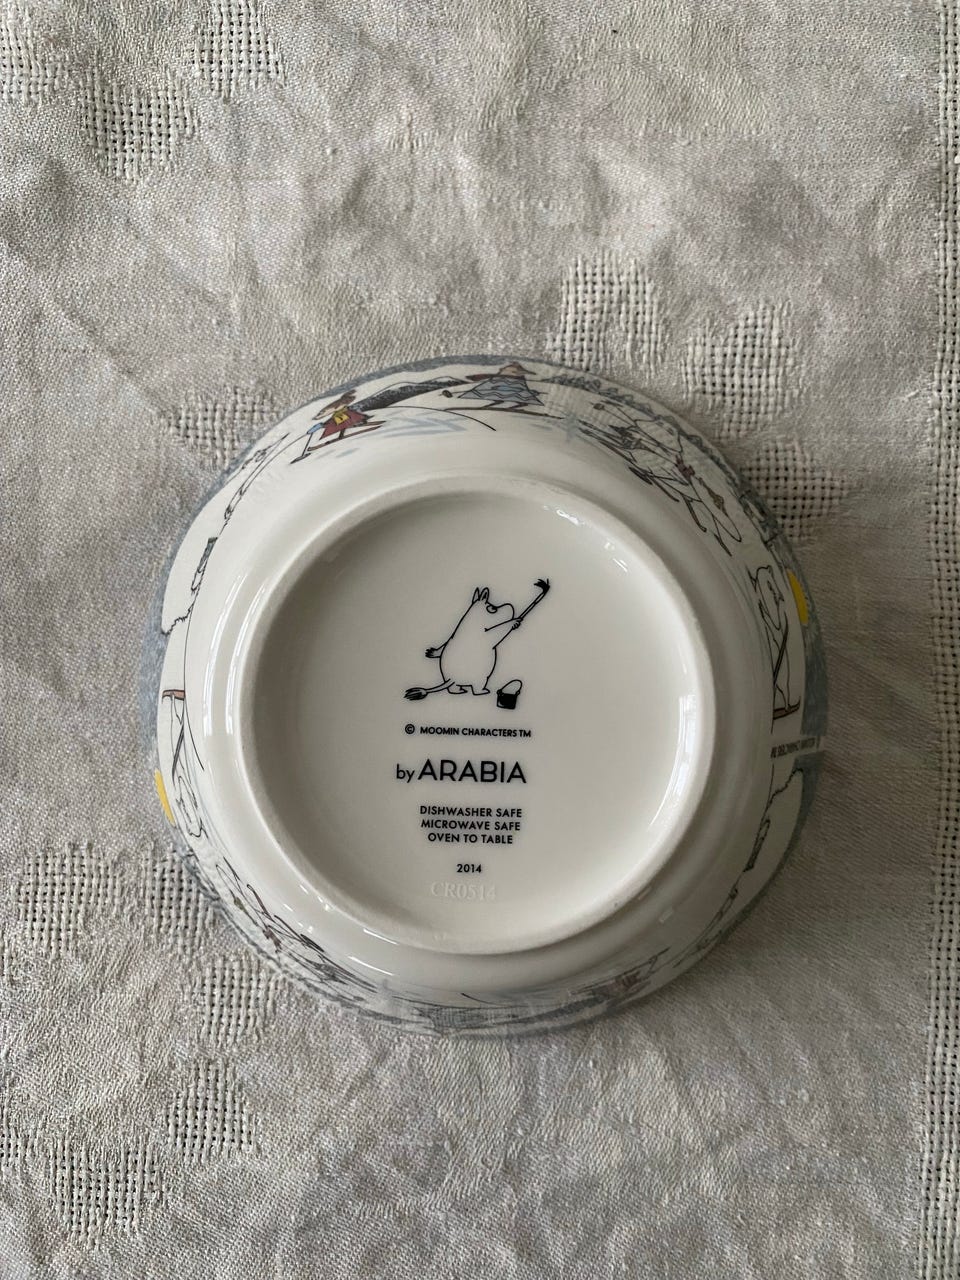 © MOOMIN CHARACTERS TM
by ARABIA
DISHWASHER SAFE
MICROWAVE SAFE
OVEN TO TABLE
2014
CR0514